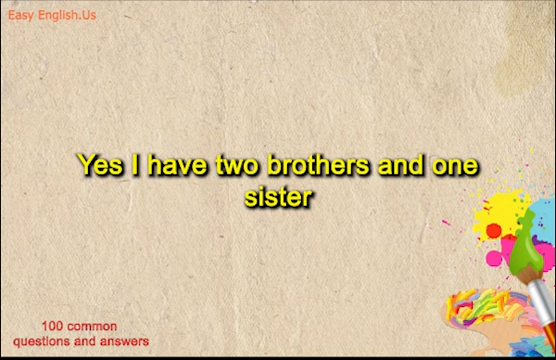 Easy English.Us
Yes I have two brothers and one
sister
100 common
questions and answers